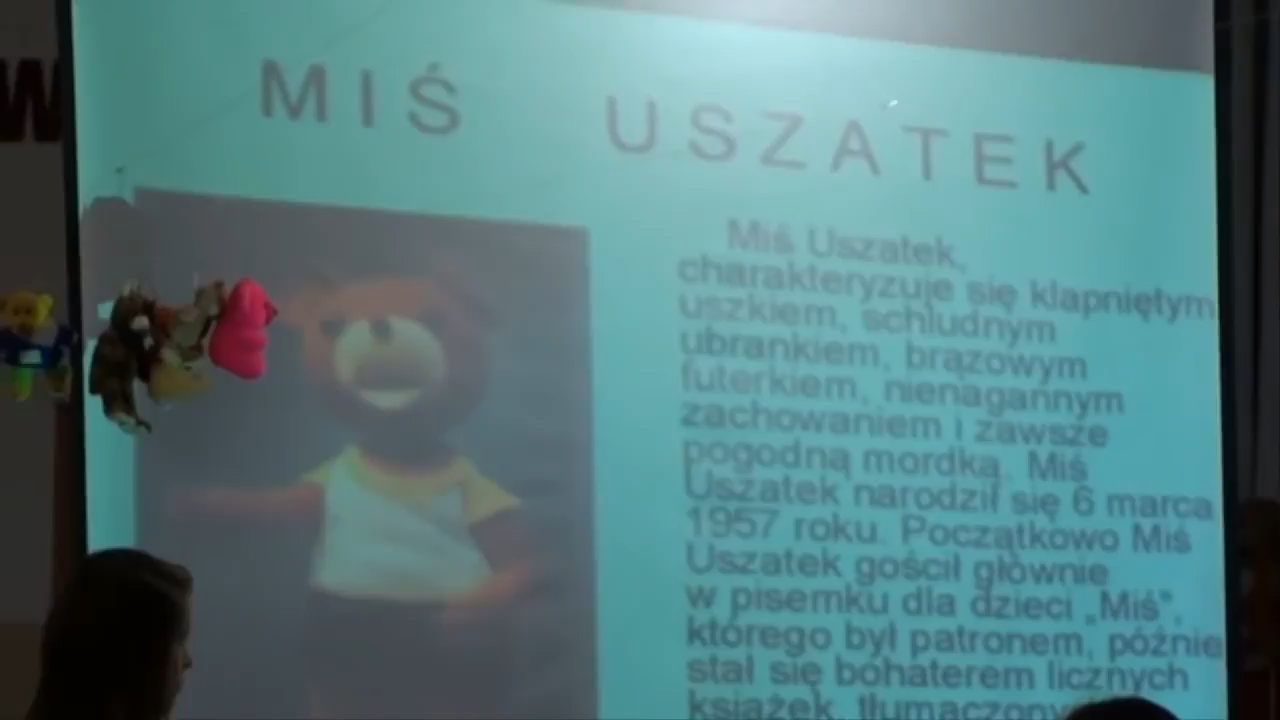 W
MIŚ USZATEK
Miś Uszatek,
charakteryzuje się klapniętym
uszkiem, schludnym
ubrankiem, brązowym
futerkiem, nienagannym
zachowaniem i zawsze
pogodną mordką. Miś
Uszatek narodził się 6 marca
1957 roku. Początkowo Miś
Uszatek gościł głównie
w pisemku dla dzieci „Miś”,
którego był patronem, późnie
stał się bohaterem licznych
książek, tłumaczony